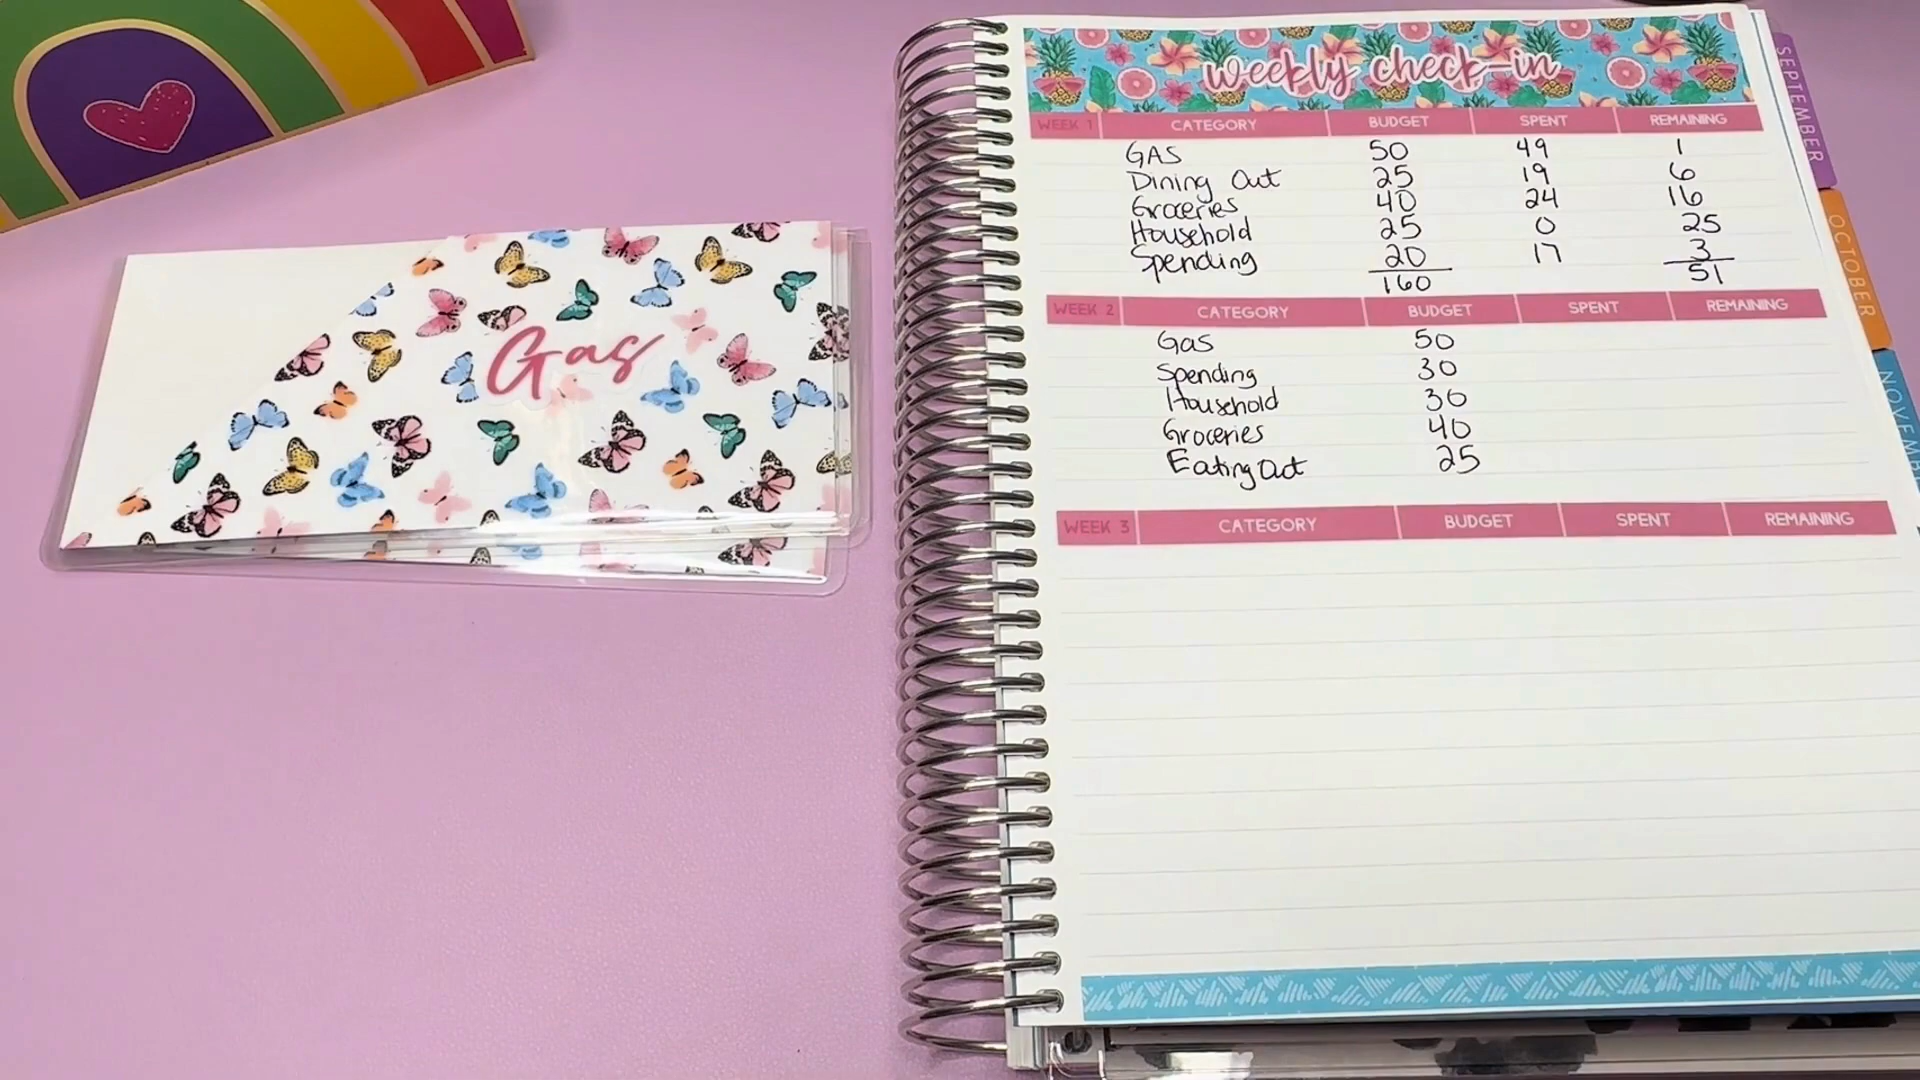 Gas
weekly check-in
WEEK 1 CATEGORY BUDGET SPENT REMAINING
GAS 50 49 1
Dining Out 25 19 6
Groceries 40 24 16
Household 25 0 25
Spending 20 17 3
160 51
WEEK 2 CATEGORY BUDGET SPENT REMAINING
Gas 50
Spending 30
Household 30
Groceries 40
Eating Out 25
WEEK 3 CATEGORY BUDGET SPENT REMAINING
SEPTEMBER
OCTOBER
NOVEMB